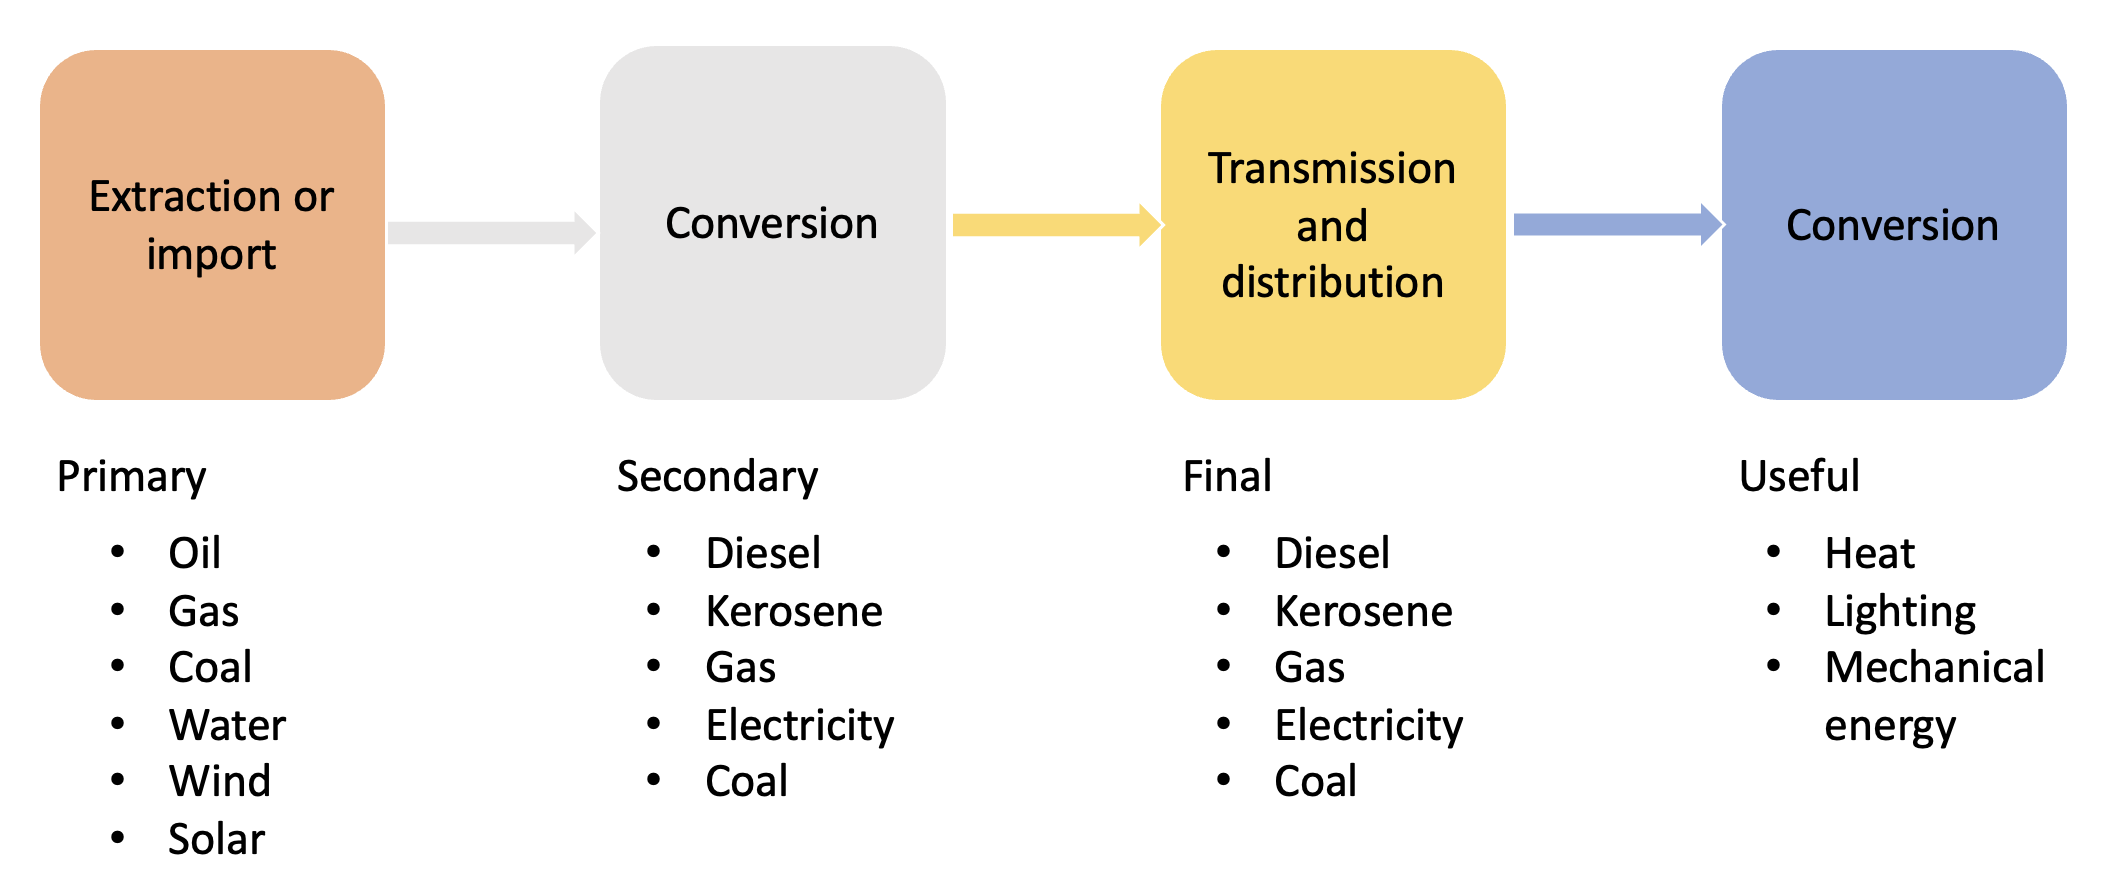 Extraction or
import
Conversion
Transmission
and
distribution
Conversion
Primary
• Oil
• Gas
• Coal
• Water
• Wind
• Solar
Secondary
• Diesel
• Kerosene
• Gas
• Electricity
• Coal
Final
• Diesel
• Kerosene
• Gas
• Electricity
• Coal
Useful
• Heat
• Lighting
• Mechanical
energy